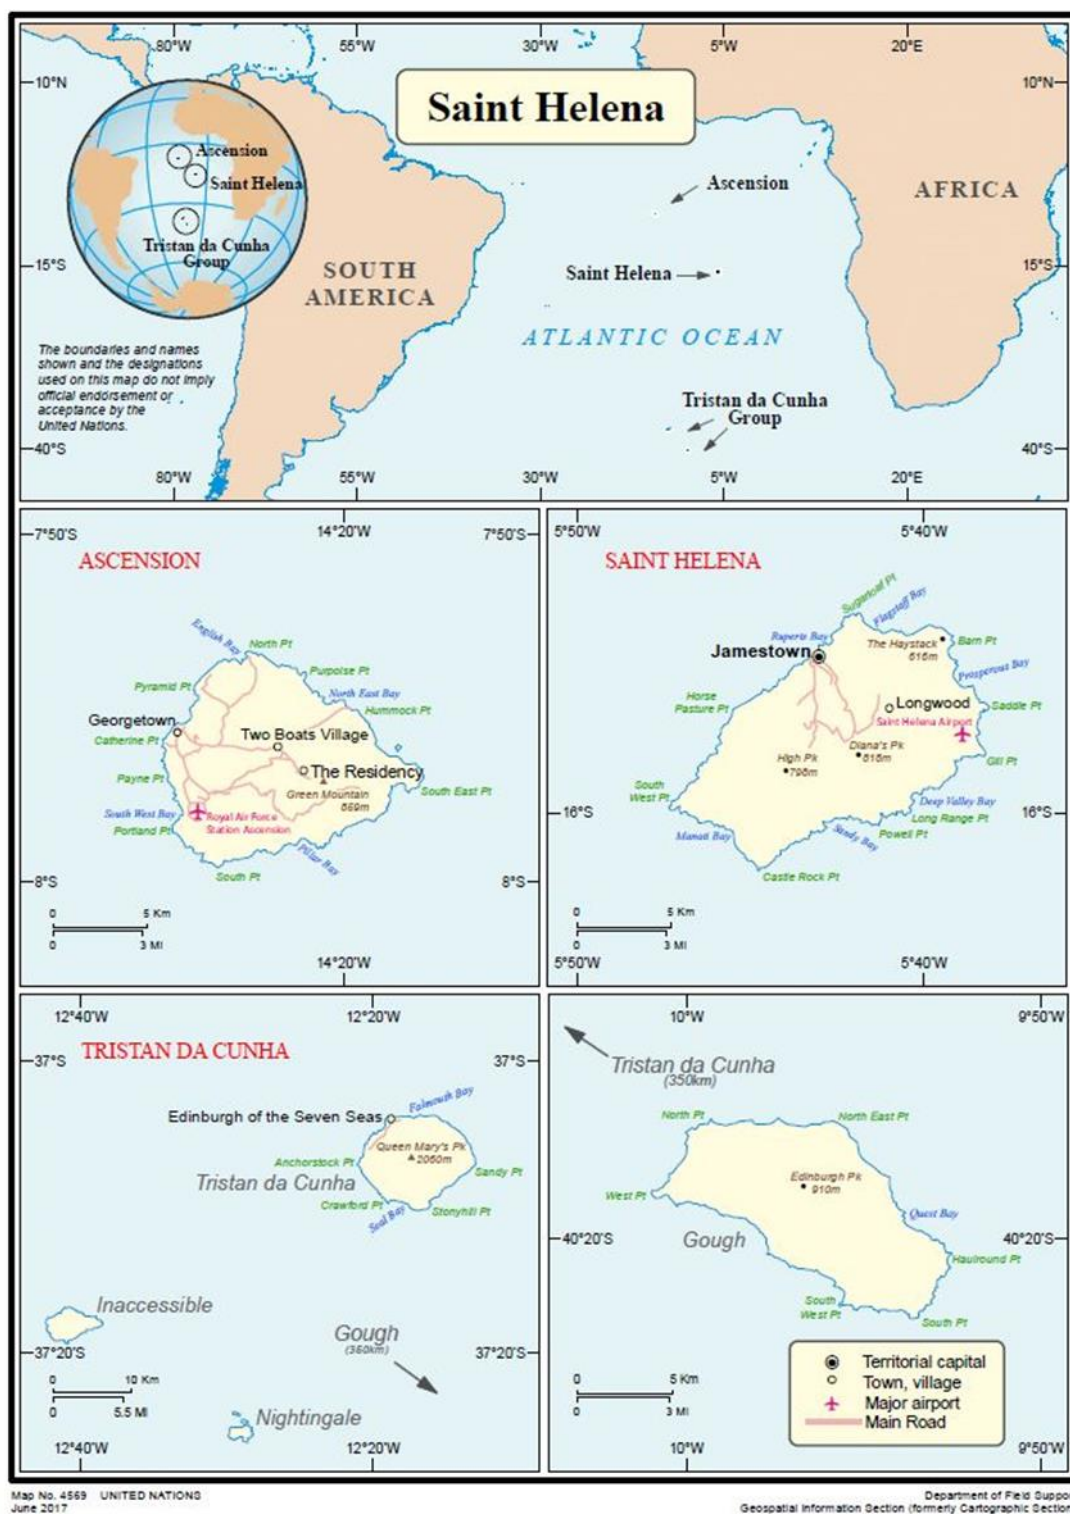 80°W 55°W 30°W 5°W 20°E
10°N 10°N
Saint Helena
Ascension
Saint Helena
Tristan da Cunha
Group
Ascension
AFRICA
Saint Helena
SOUTH
AMERICA
15°S 15°S
ATLANTIC OCEAN
The boundaries and names
shown and the designations
used on this map do not imply
official endorsement or
acceptance by the
United Nations.
Tristan da Cunha
Group
40°S 40°S
80°W 55°W 30°W 5°W 20°E
7°50'S 14°20'W 7°50'S
ASCENSION
English Bay
North Pt
Purpoise Pt
Pyramid Pt
North East Bay
Hummock Pt
Georgetown
Catherine Pt
Two Boats Village
The Residency
Payne Pt
Green Mountain
859m
South East Pt
South West Bay
Royal Air Force
Station Ascension
Portland Pt
Pillar Bay
South Pt
8°S 8°S
0 5 Km
0 3 Mi
14°20'W
5°50'W 5°40'W
SAINT HELENA
Sugarloaf Pt
Flagstaff Bay
Ruperts Bay
The Haystack
616m
Barn Pt
Jamestown
Prosperous Bay
Horse
Pasture Pt
Longwood
Saddle Pt
Saint Helena Airport
High Pk
798m
Diana's Pk
818m
Gill Pt
South
West Pt
Deep Valley Bay
16°S 16°S
Long Range Pt
Manati Bay
Sandy Bay
Powell Pt
Castle Rock Pt
0 5 Km
0 3 Mi
5°50'W 5°40'W
12°40'W 12°20'W
TRISTAN DA CUNHA
37°S 37°S
Falmouth Bay
Edinburgh of the Seven Seas
Queen Mary's Pk
2060m
Anchorstock Pt
Sandy Pt
Tristan da Cunha
Crawford Pt
Seal Bay
Stonyhill Pt
Inaccessible
Gough
(350km)
37°20'S 37°20'S
0 10 Km
0 5.5 Mi
Nightingale
12°40'W 12°20'W
10°W 9°50'W
Tristan da Cunha
(350km)
North Pt
North East Pt
Edinburgh Pk
910m
West Pt
Quest Bay
40°20'S 40°20'S
Gough
Haulround Pt
South
West Pt
South Pt
0 5 Km
0 3 Mi
Territorial capital
Town, village
Major airport
Main Road
10°W 9°50'W
Map No. 4569 UNITED NATIONS
June 2017
Department of Field Suppor
Geospatial Information Section (formerly Cartographic Section